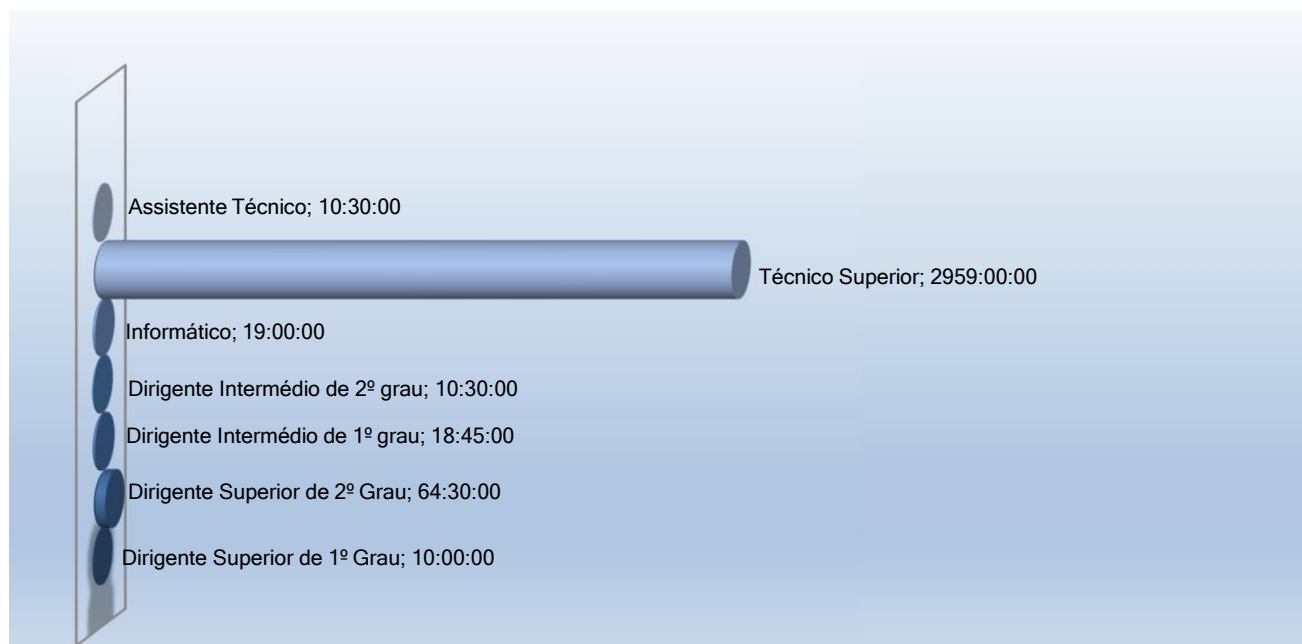 Assistente Técnico; 10:30:00
Técnico Superior; 2959:00:00
Informático; 19:00:00
Dirigente Intermédio de 2º grau; 10:30:00
Dirigente Intermédio de 1º grau; 18:45:00
Dirigente Superior de 2º Grau; 64:30:00
Dirigente Superior de 1º Grau; 10:00:00